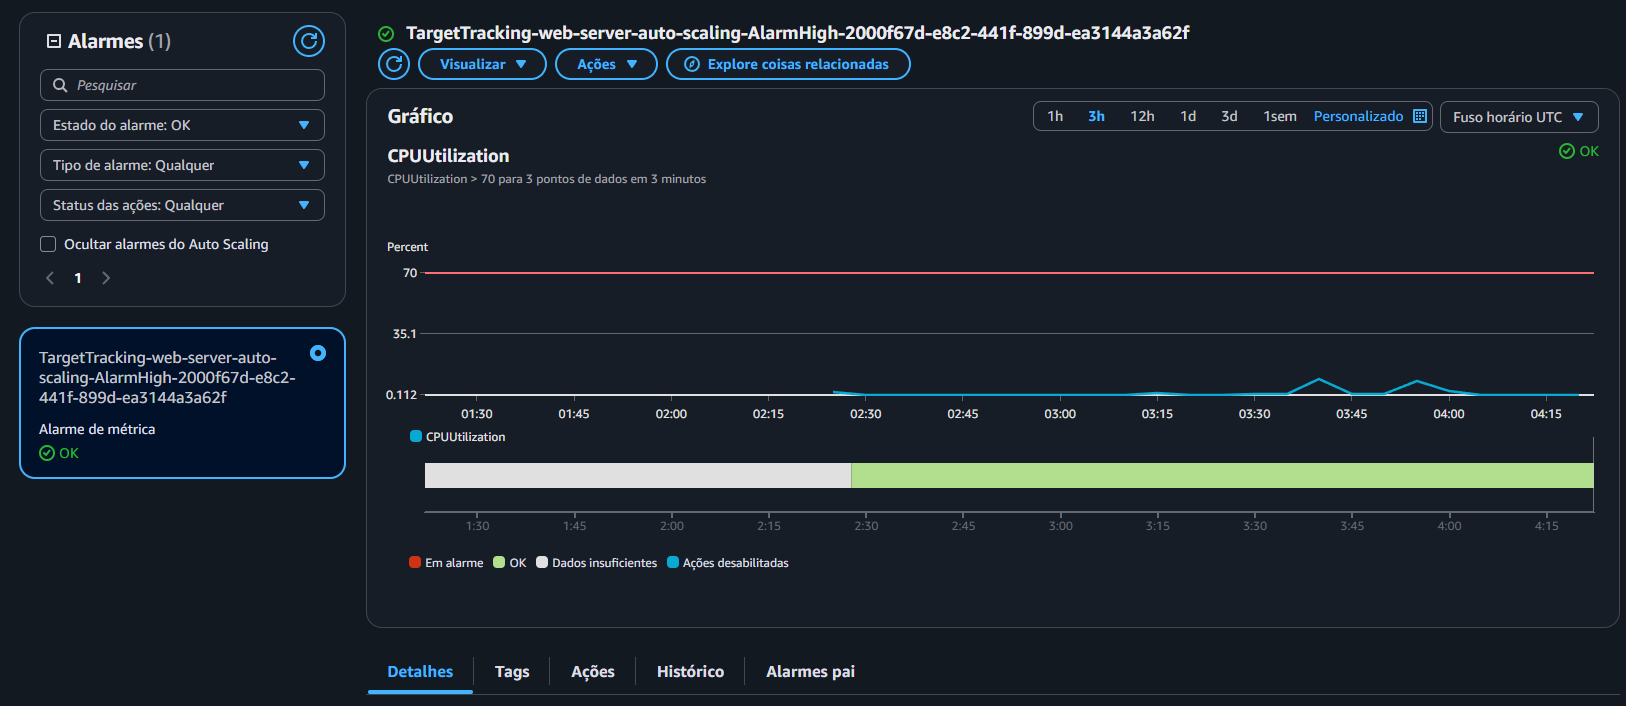 Alarmes (1)
Pesquisar
Estado do alarme: OK
Tipo de alarme: Qualquer
Status das ações: Qualquer
Ocultar alarmes do Auto Scaling
1
TargetTracking-web-server-auto-
scaling-AlarmHigh-2000f67d-e8c2-
441f-899d-ea3144a3a62f
Alarme de métrica
OK
TargetTracking-web-server-auto-scaling-AlarmHigh-2000f67d-e8c2-441f-899d-ea3144a3a62f
Visualizar Ações Explore coisas relacionadas
Gráfico
1h 3h 12h 1d 3d 1sem Personalizado Fuso horário UTC
CPUUtilization
OK
CPUUtilization > 70 para 3 pontos de dados em 3 minutos
Percent
70
35.1
0.112
01:30 01:45 02:00 02:15 02:30 02:45 03:00 03:15 03:30 03:45 04:00 04:15
CPUUtilization
1:30 1:45 2:00 2:15 2:30 2:45 3:00 3:15 3:30 3:45 4:00 4:15
Em alarme OK Dados insuficientes Ações desabilitadas
Detalhes Tags Ações Histórico Alarmes pai